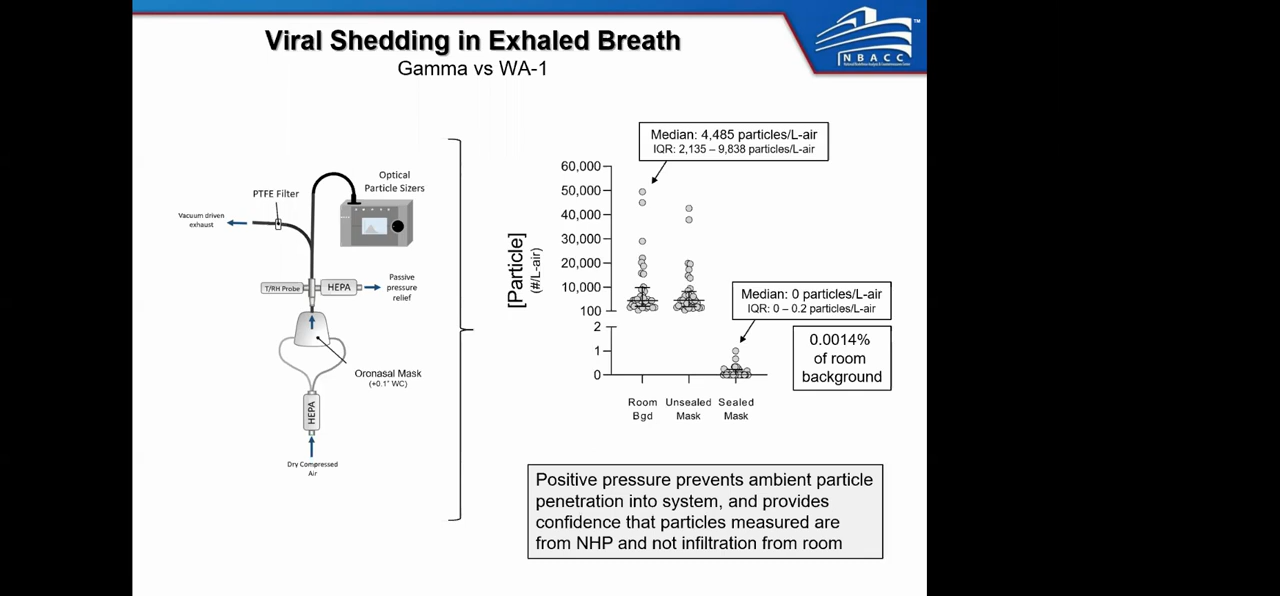 Viral Shedding in Exhaled Breath
Gamma vs WA-1
NBACC
TM
Optical
Particle Sizers
PTFE Filter
Vacuum driven
exhaust
T/RH Probe
HEPA
Passive
pressure
relief
Oronasal Mask
(+0.1" WC)
HEPA
Dry Compressed
Air
Median: 4,485 particles/L-air
IQR: 2,135 – 9,838 particles/L-air
[Particle]
(#/L-air)
60,000
50,000
40,000
30,000
20,000
10,000
100
2
1
0
Median: 0 particles/L-air
IQR: 0 – 0.2 particles/L-air
0.0014%
of room
background
Room
Bgd
Unsealed
Mask
Sealed
Mask
Positive pressure prevents ambient particle
penetration into system, and provides
confidence that particles measured are
from NHP and not infiltration from room